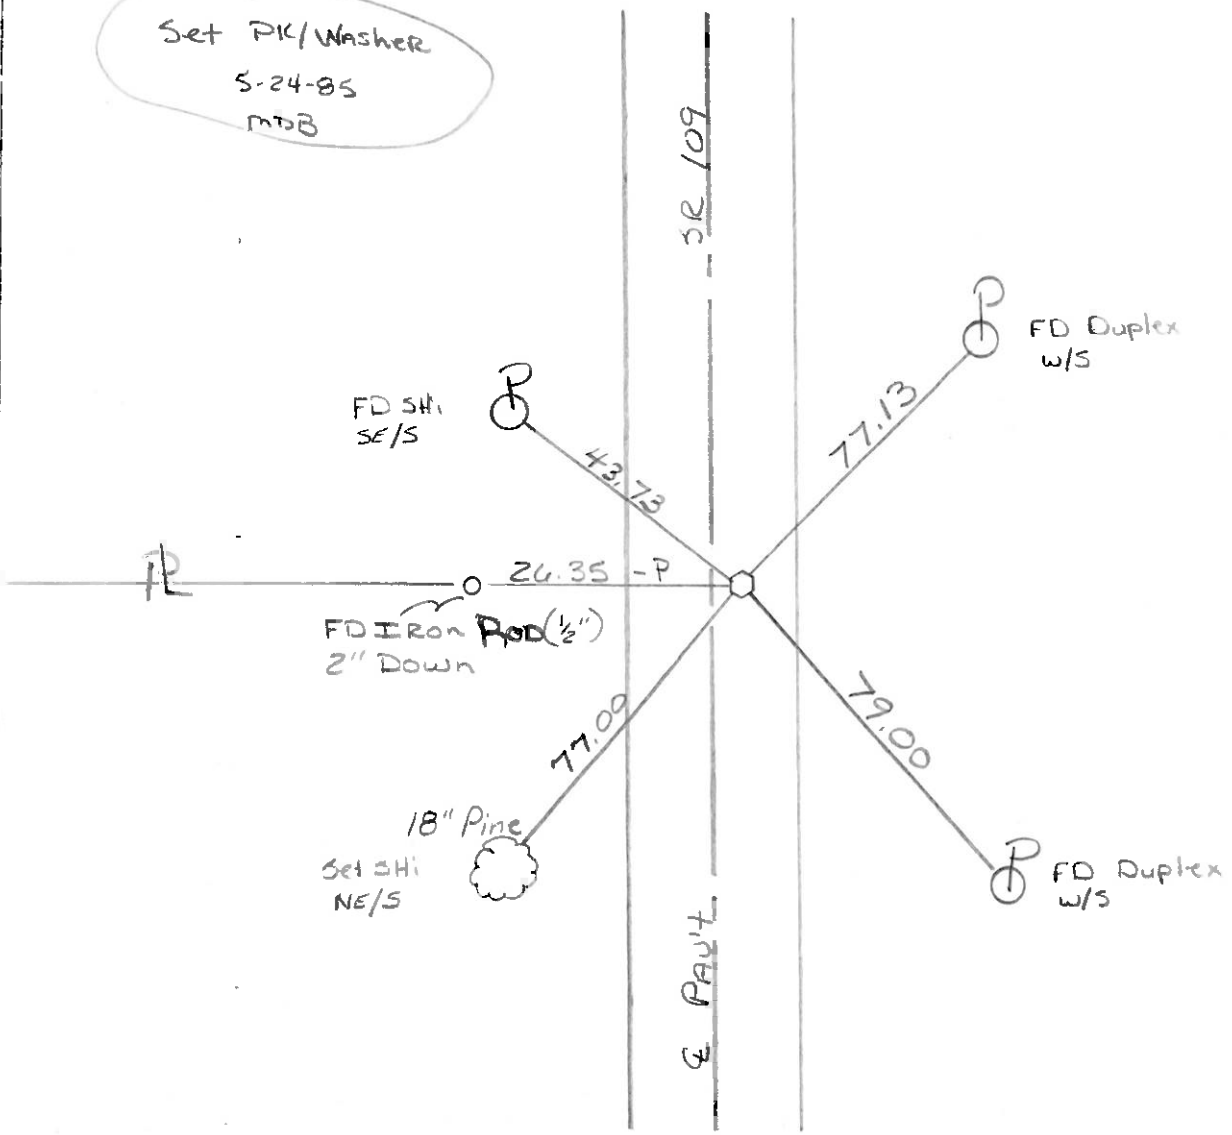 Set PK/WASHER
5-24-85
MDB
SR 109
P
FD Duplex
W/S
P
FD SHi
SE/S
77.13
43.73
PL
26.35 -P
FD IRon ROD (1/2")
2" Down
77.09
79.00
18" Pine
Set SHi
NE/S
P
FD Duplex
W/S
℄ PAV't